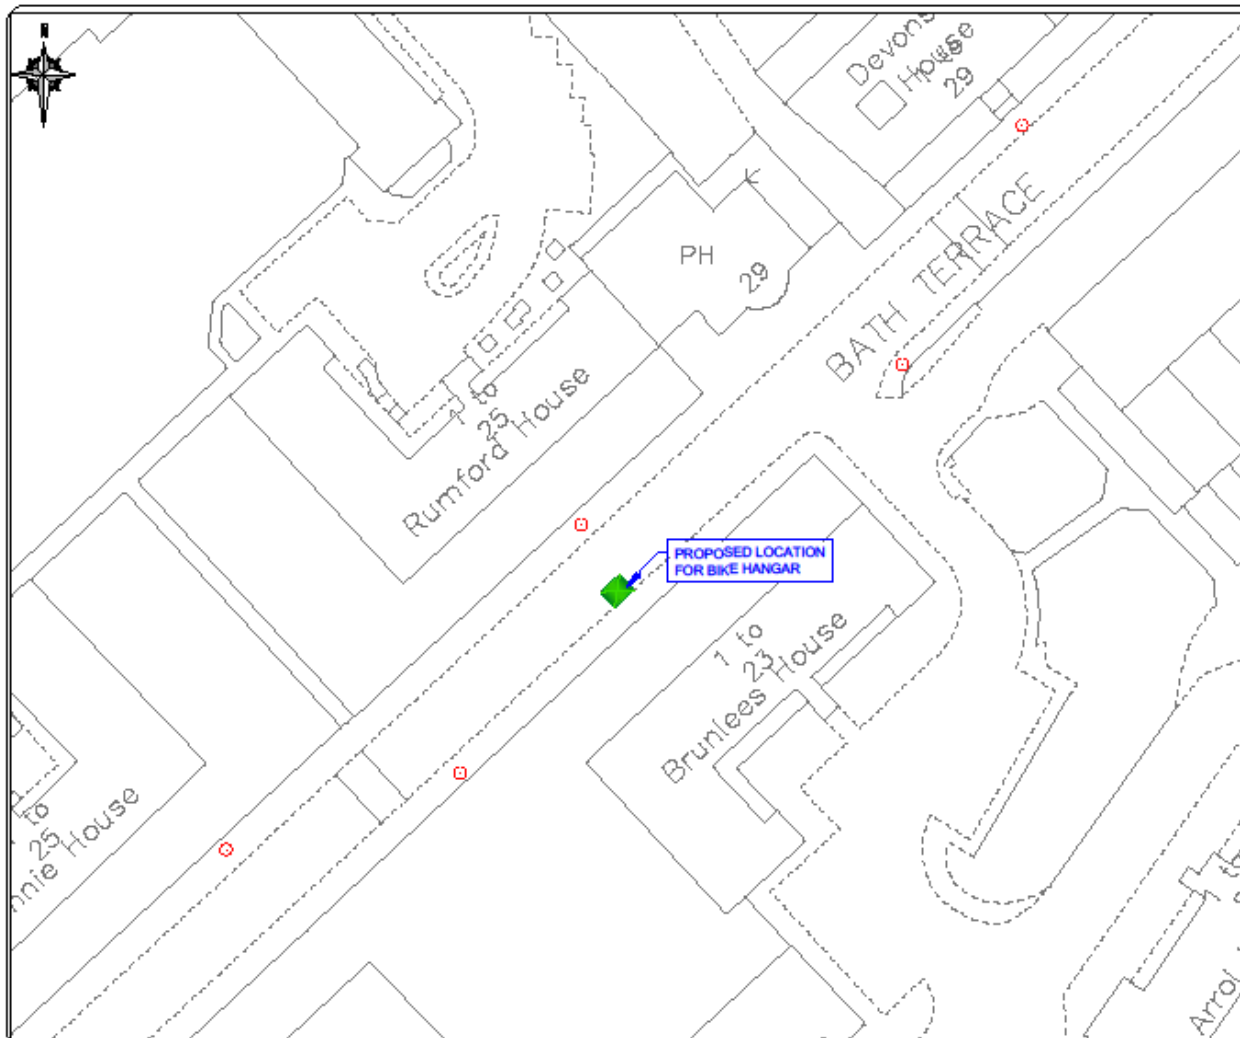 N
Devons
House
29
K
PH
29
BATH TERRACE
to
25
Rumford House
PROPOSED LOCATION
FOR BIKE HANGAR
1 to
23
Brunlees House
to
25
nnie House
Arrol